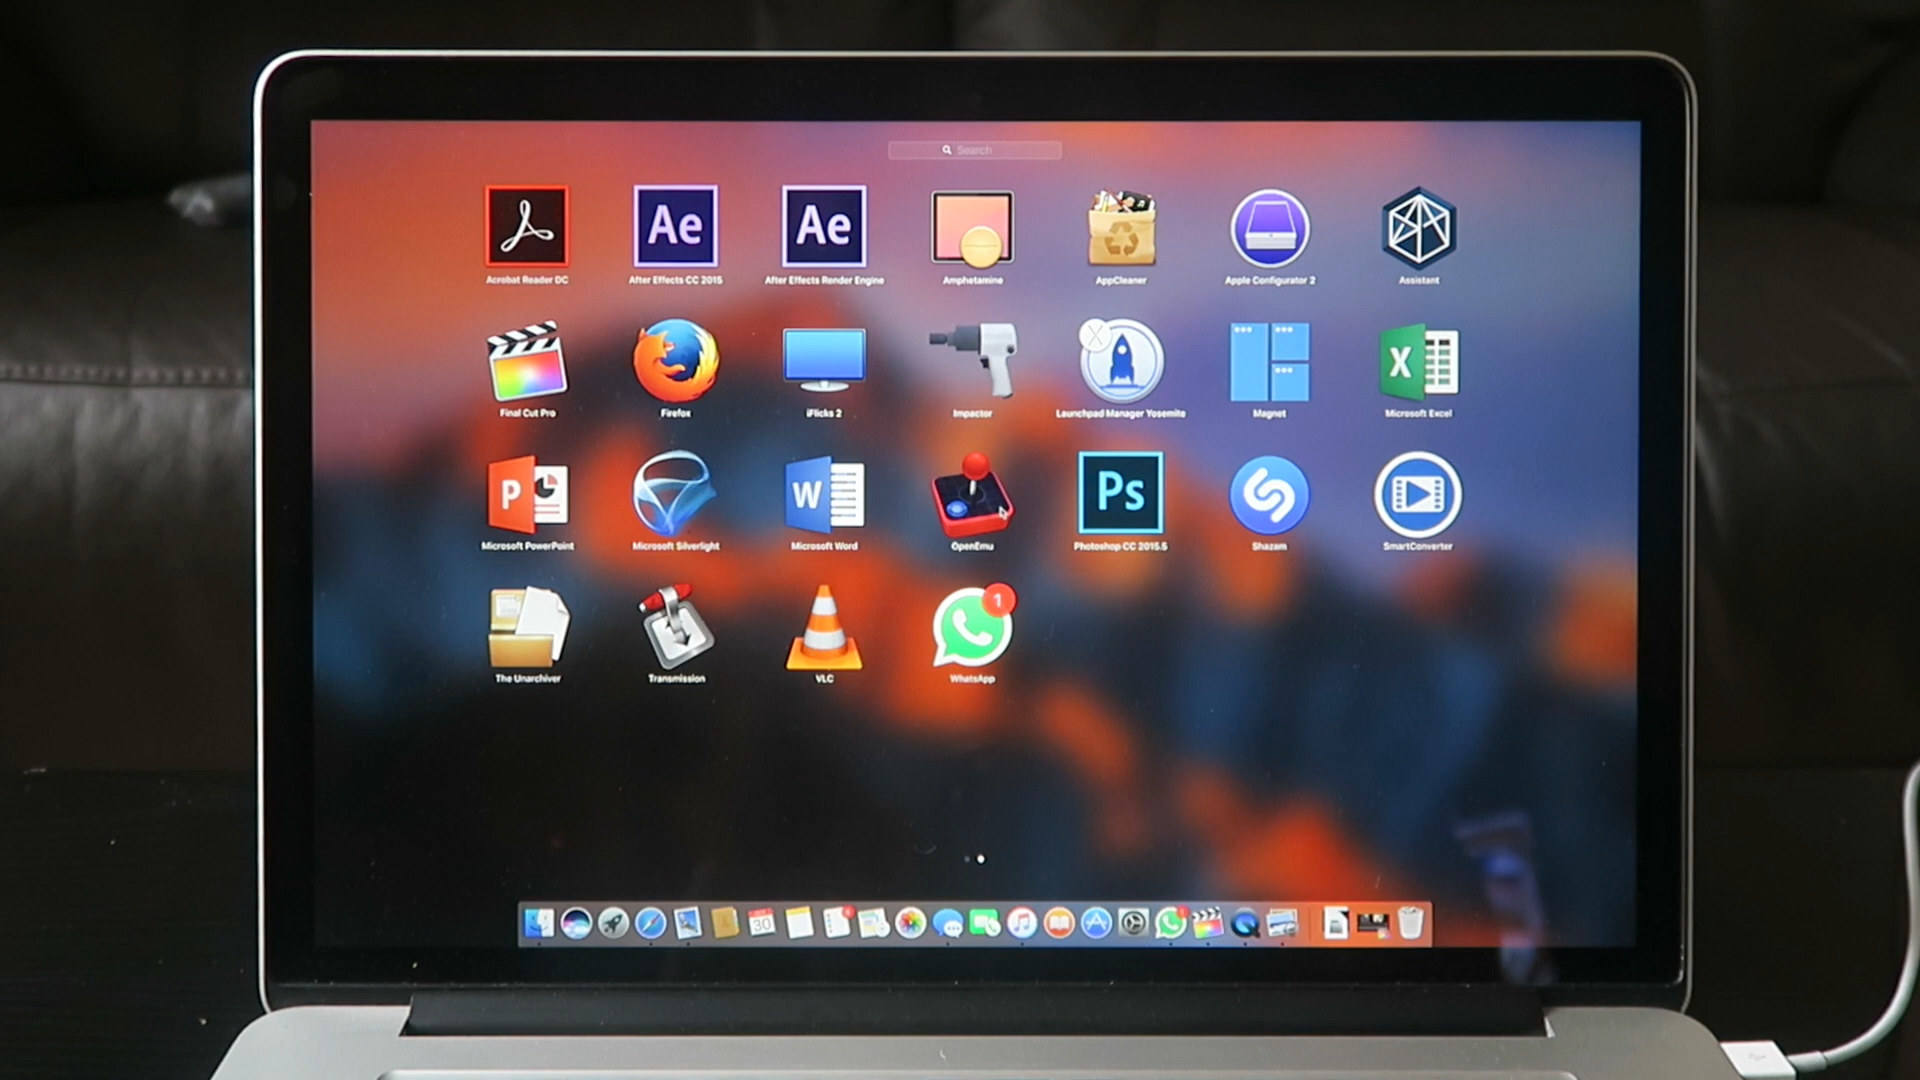 Search
Acrobat Reader DC
After Effects CC 2015
After Effects Render Engine
Amphetamine
AppCleaner
Apple Configurator 2
Assistant
Final Cut Pro
Firefox
iFlicks 2
Impactor
Launchpad Manager Yosemite
Magnet
Microsoft Excel
Microsoft PowerPoint
Microsoft Silverlight
Microsoft Word
OpenEmu
Photoshop CC 2015.5
Shazam
SmartConverter
The Unarchiver
Transmission
VLC
WhatsApp
Ae
Ae
X
X
P
W
Ps
1
30